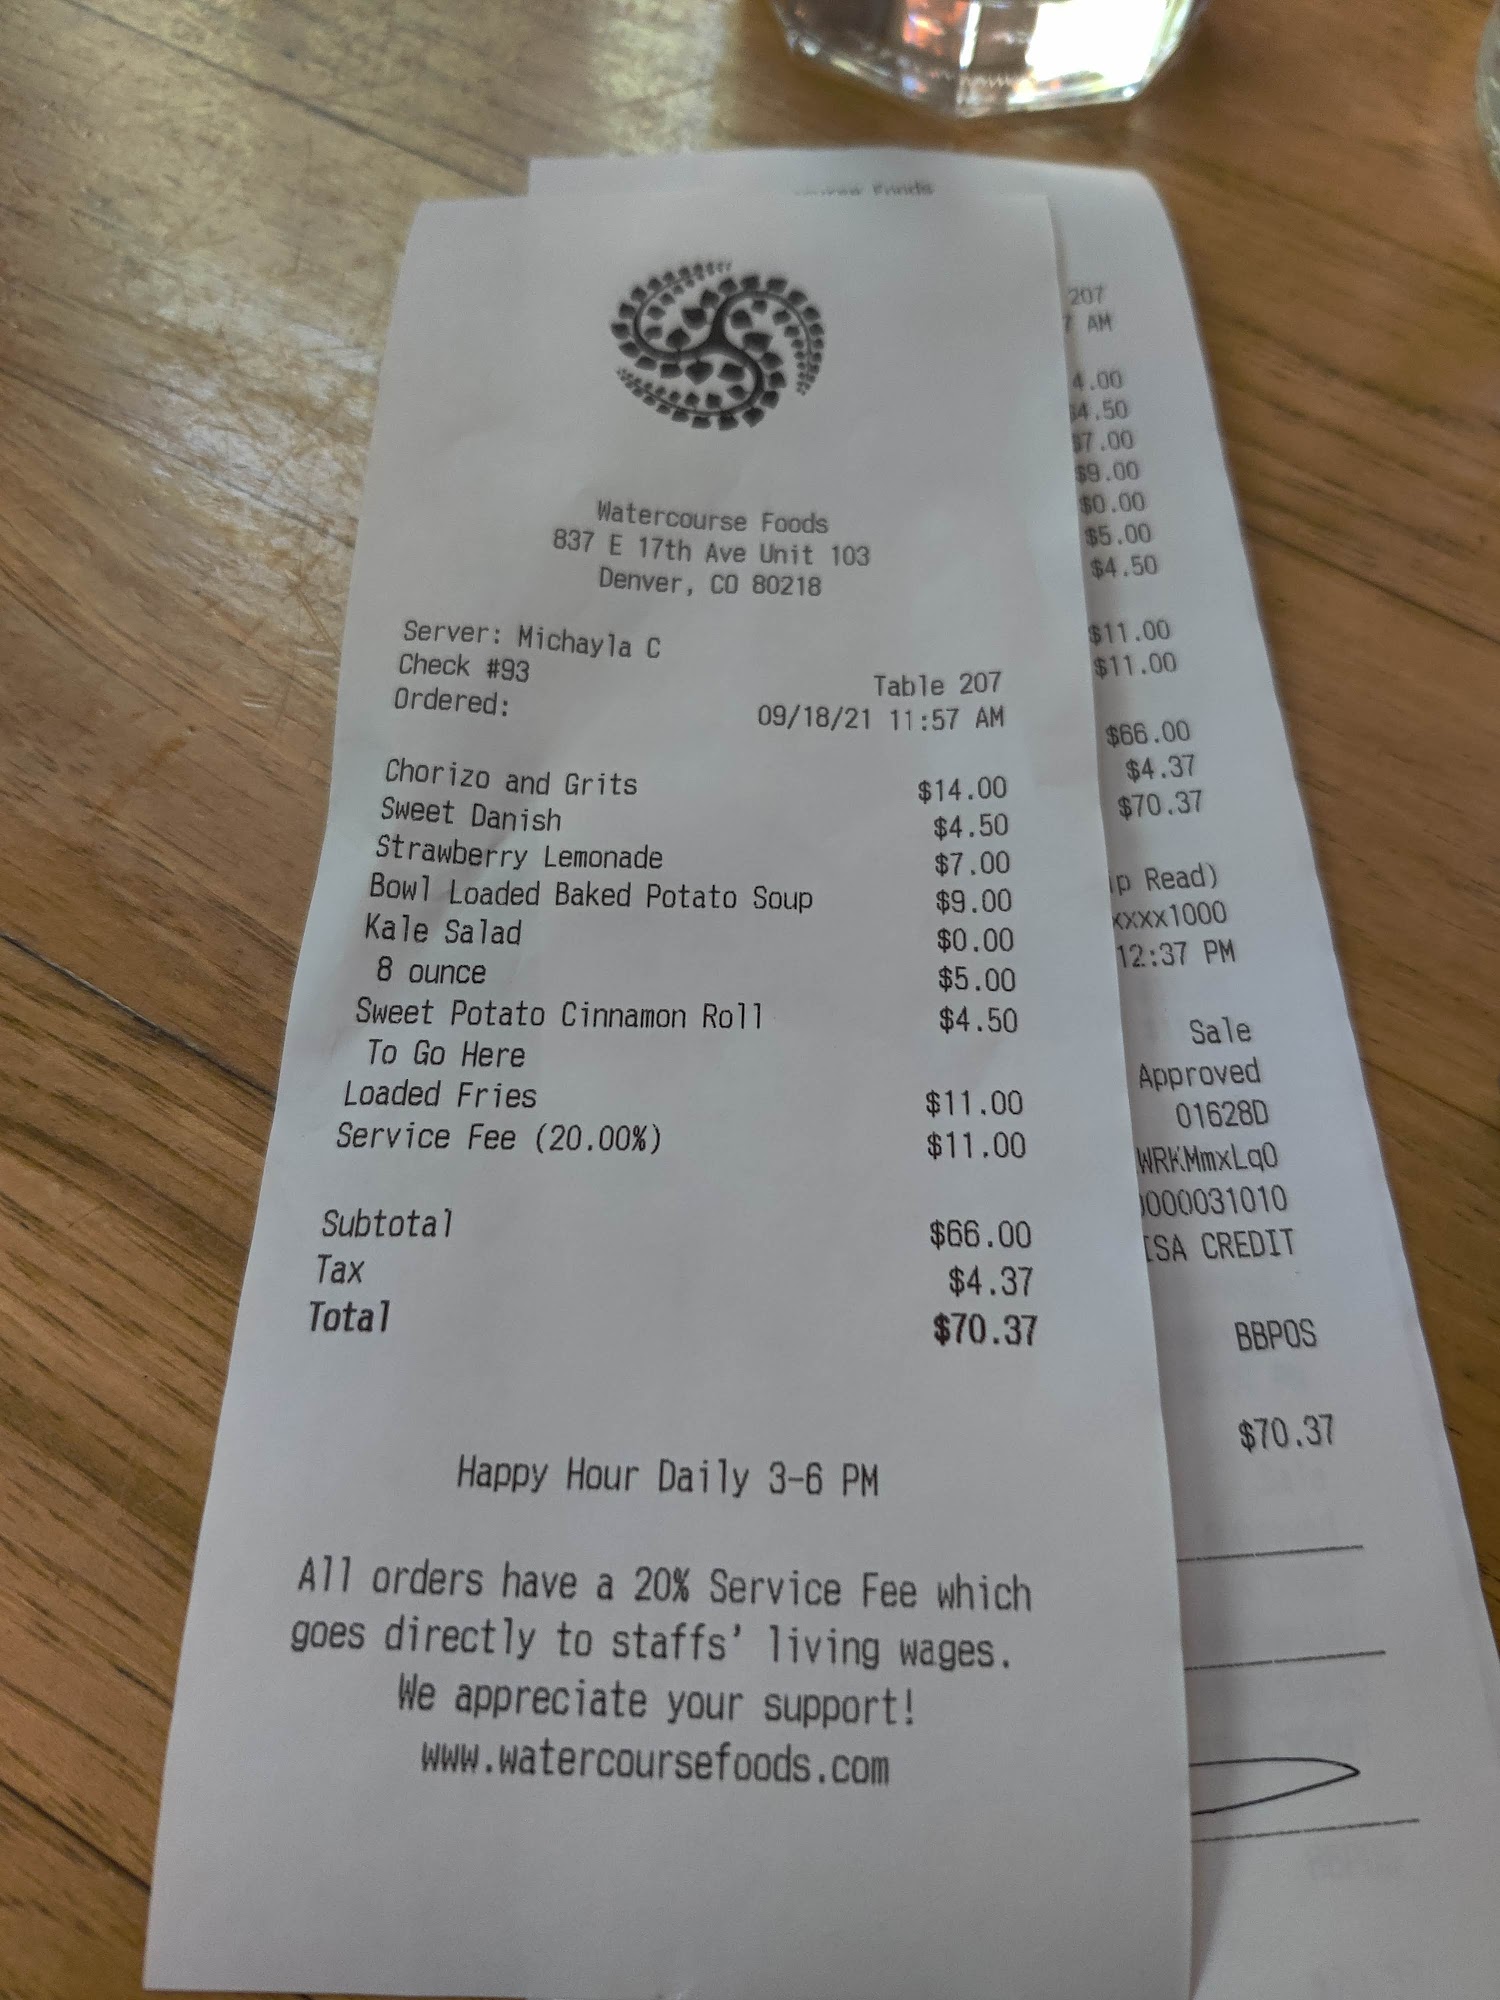 Watercourse Foods
837 E 17th Ave Unit 103
Denver, CO 80218
Server: Michayla C
Check #93
Table 207
Ordered:
09/18/21 11:57 AM
Chorizo and Grits $14.00
Sweet Danish $4.50
Strawberry Lemonade $7.00
Bowl Loaded Baked Potato Soup $9.00
Kale Salad $0.00
8 ounce $5.00
Sweet Potato Cinnamon Roll $4.50
To Go Here
Loaded Fries $11.00
Service Fee (20.00%) $11.00
Subtotal $66.00
Tax $4.37
Total $70.37
Happy Hour Daily 3-6 PM
All orders have a 20% Service Fee which
goes directly to staffs' living wages.
We appreciate your support!
www.watercoursefoods.com
Foods
207
AM
4.00
$4.50
$7.00
$9.00
$0.00
$5.00
$4.50
$11.00
$11.00
$66.00
$4.37
$70.37
p Read)
xxxx1000
12:37 PM
Sale
Approved
01628D
WRKMmxLq0
000031010
ISA CREDIT
BBPOS
$70.37